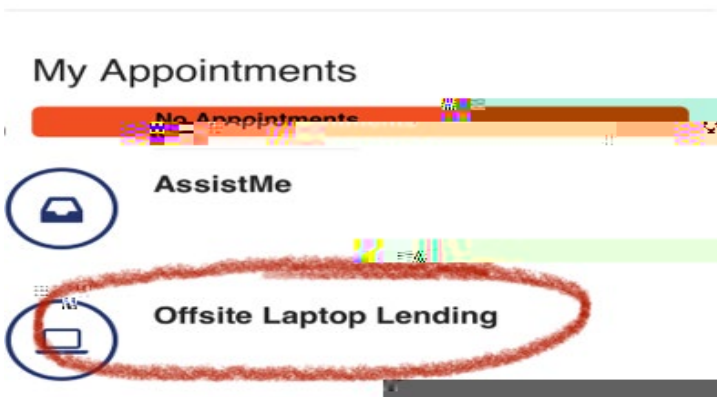 My Appointments
No Appointments
AssistMe
Offsite Laptop Lending